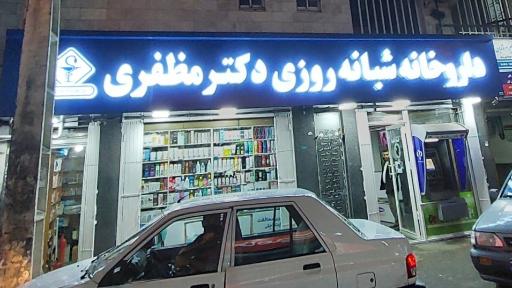 داروخانه شبانه روزی دکتر مظفری